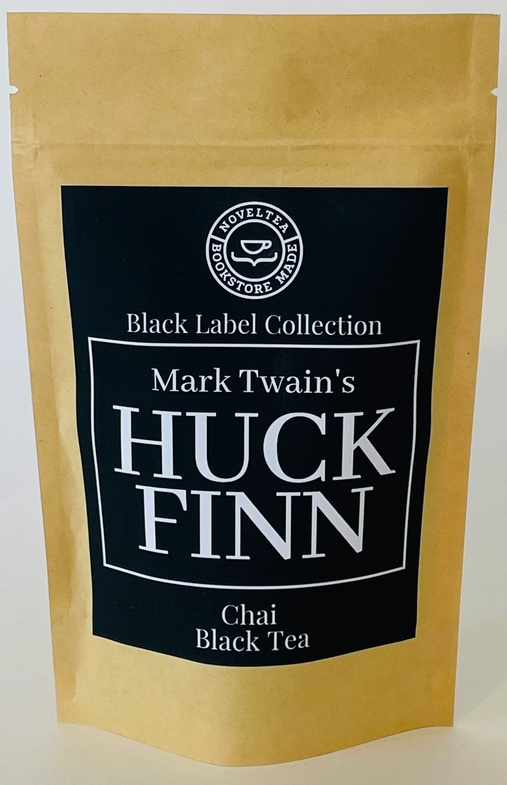 NOVELTEA
BOOKSTORE MADE
Black Label Collection
Mark Twain's
HUCK
FINN
Chai
Black Tea